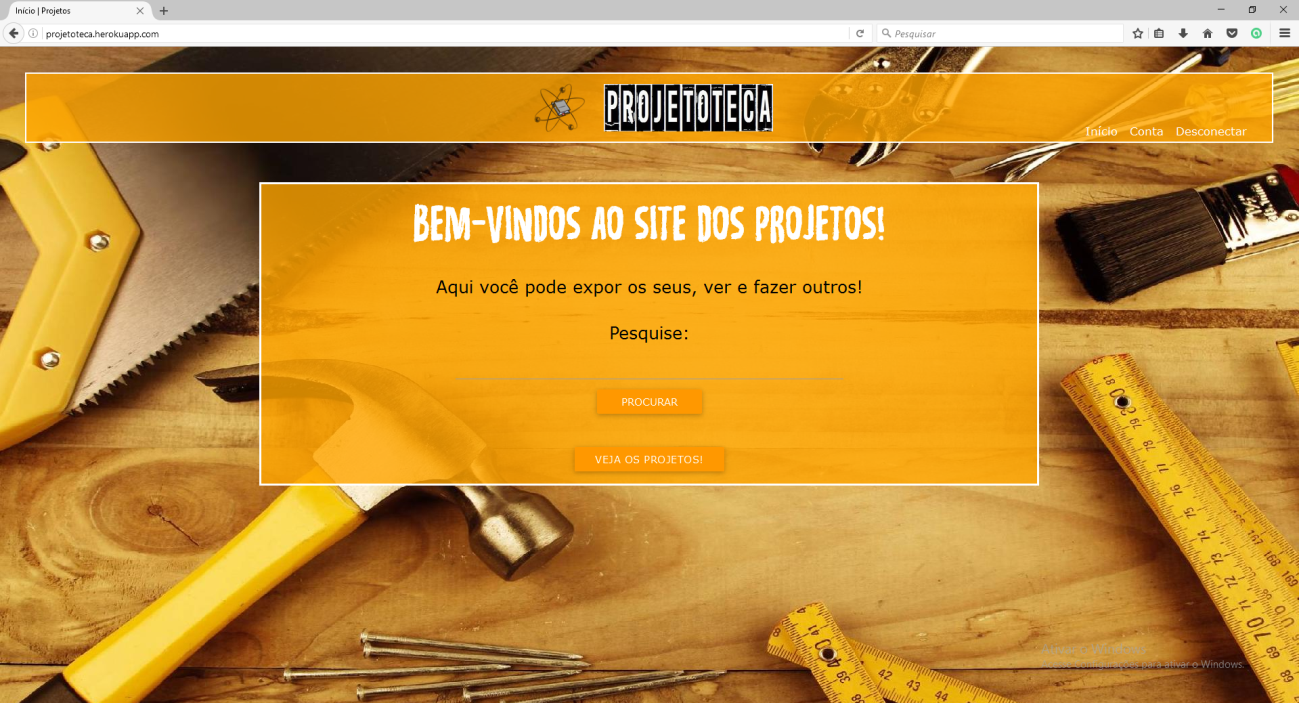 Início | Projetos
projetoteca.herokuapp.com
Pesquisar
PROJETOTECA
Início Conta Desconectar
BEM-VINDOS AO SITE DOS PROJETOS!
Aqui você pode expor os seus, ver e fazer outros!
Pesquise:
PROCURAR
VEJA OS PROJETOS!
para ativar o Windows.